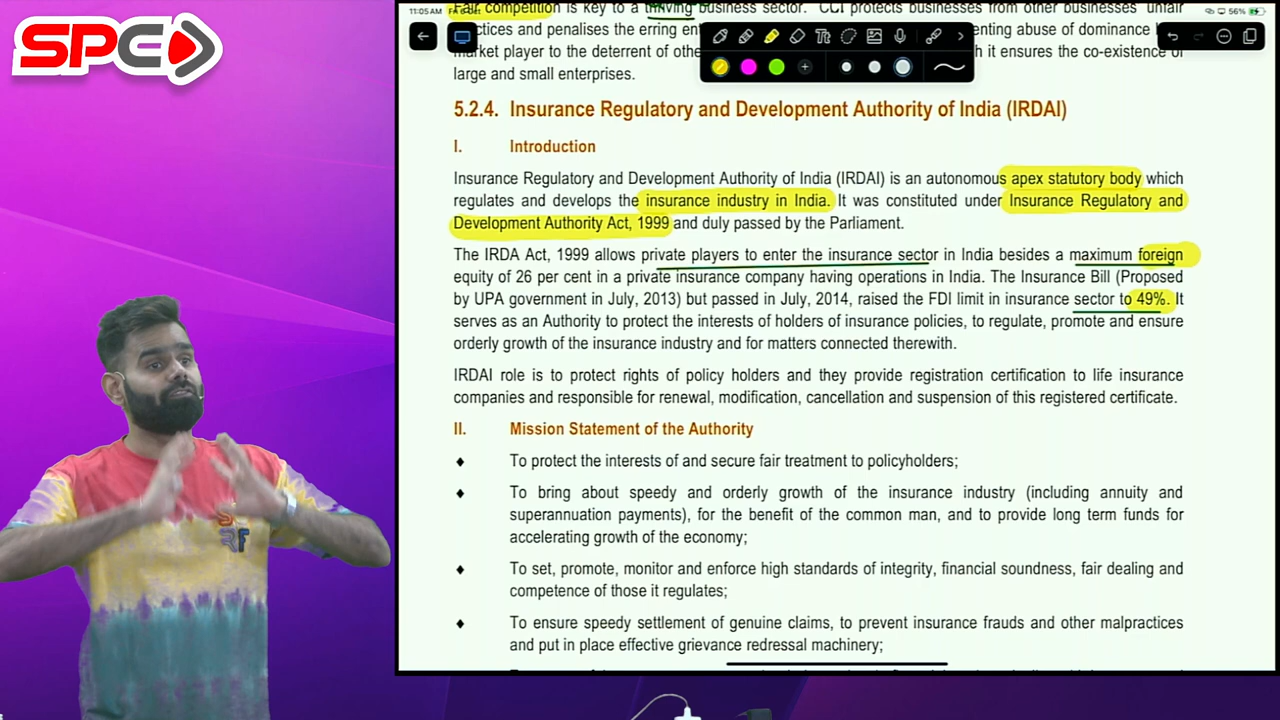 SPC
11:05 AM
56%
Fair competition is key to a thriving business sector. CCI protects businesses from other businesses' unfair
practices and penalises the erring ent enting abuse of dominance b
market player to the deterrent of othe h it ensures the co-existence of
large and small enterprises.
5.2.4. Insurance Regulatory and Development Authority of India (IRDAI)
I. Introduction
Insurance Regulatory and Development Authority of India (IRDAI) is an autonomous apex statutory body which
regulates and develops the insurance industry in India. It was constituted under Insurance Regulatory and
Development Authority Act, 1999 and duly passed by the Parliament.
The IRDA Act, 1999 allows private players to enter the insurance sector in India besides a maximum foreign
equity of 26 per cent in a private insurance company having operations in India. The Insurance Bill (Proposed
by UPA government in July, 2013) but passed in July, 2014, raised the FDI limit in insurance sector to 49%. It
serves as an Authority to protect the interests of holders of insurance policies, to regulate, promote and ensure
orderly growth of the insurance industry and for matters connected therewith.
IRDAI role is to protect rights of policy holders and they provide registration certification to life insurance
companies and responsible for renewal, modification, cancellation and suspension of this registered certificate.
II. Mission Statement of the Authority
♦ To protect the interests of and secure fair treatment to policyholders;
♦ To bring about speedy and orderly growth of the insurance industry (including annuity and
superannuation payments), for the benefit of the common man, and to provide long term funds for
accelerating growth of the economy;
♦ To set, promote, monitor and enforce high standards of integrity, financial soundness, fair dealing and
competence of those it regulates;
♦ To ensure speedy settlement of genuine claims, to prevent insurance frauds and other malpractices
and put in place effective grievance redressal machinery;